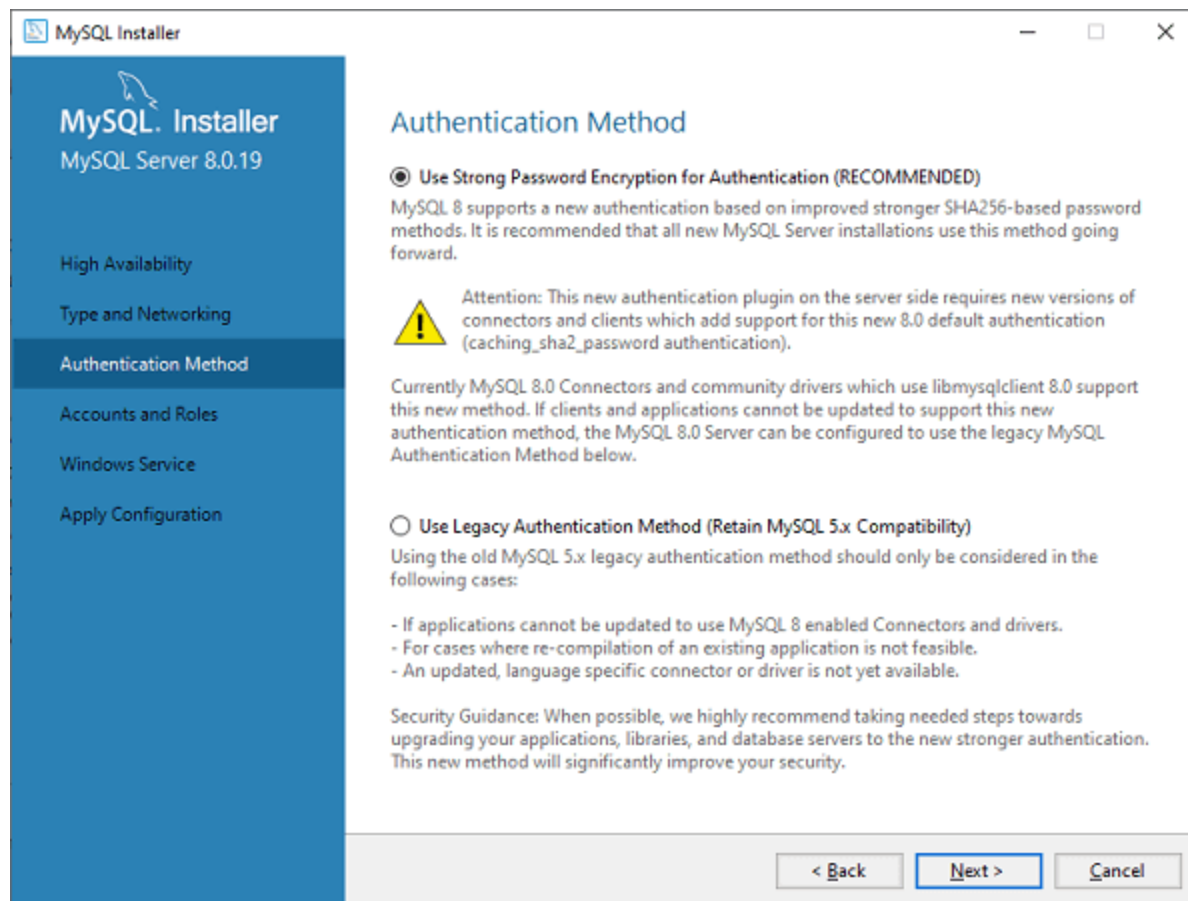 MySQL Installer
MySQL. Installer
MySQL Server 8.0.19
High Availability
Type and Networking
Authentication Method
Accounts and Roles
Windows Service
Apply Configuration
Authentication Method
Use Strong Password Encryption for Authentication (RECOMMENDED)
MySQL 8 supports a new authentication based on improved stronger SHA256-based password
methods. It is recommended that all new MySQL Server installations use this method going
forward.
Attention: This new authentication plugin on the server side requires new versions of
connectors and clients which add support for this new 8.0 default authentication
(caching_sha2_password authentication).
Currently MySQL 8.0 Connectors and community drivers which use libmysqlclient 8.0 support
this new method. If clients and applications cannot be updated to support this new
authentication method, the MySQL 8.0 Server can be configured to use the legacy MySQL
Authentication Method below.
Use Legacy Authentication Method (Retain MySQL 5.x Compatibility)
Using the old MySQL 5.x legacy authentication method should only be considered in the
following cases:
- If applications cannot be updated to use MySQL 8 enabled Connectors and drivers.
- For cases where re-compilation of an existing application is not feasible.
- An updated, language specific connector or driver is not yet available.
Security Guidance: When possible, we highly recommend taking needed steps towards
upgrading your applications, libraries, and database servers to the new stronger authentication.
This new method will significantly improve your security.
< Back
Next >
Cancel